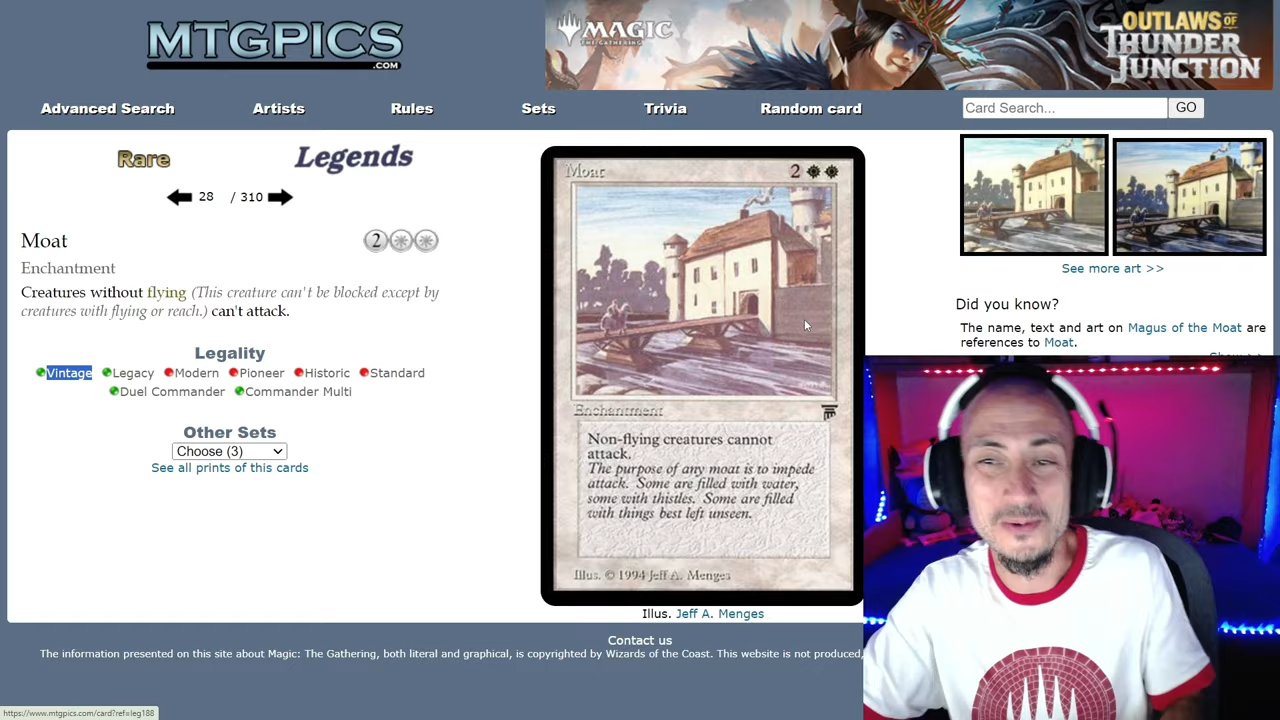 MTGPICS
.COM
MAGIC
THE GATHERING
OUTLAWS OF
THUNDER
JUNCTION
Advanced Search
Artists
Rules
Sets
Trivia
Random card
Card Search...
GO
Rare
Legends
28 / 310
Moat
2
Enchantment
Creatures without flying (This creature can't be blocked except by
creatures with flying or reach.) can't attack.
Legality
Vintage Legacy Modern Pioneer Historic Standard
Duel Commander Commander Multi
Other Sets
Choose (3)
See all prints of this cards
Moat
2
Enchantment
Non-flying creatures cannot
attack.
The purpose of any moat is to impede
attack. Some are filled with water,
some with thistles. Some are filled
with things best left unseen.
Illus. © 1994 Jeff A. Menges
Illus. Jeff A. Menges
See more art >>
Did you know?
The name, text and art on Magus of the Moat are
references to Moat.
Contact us
The information presented on this site about Magic: The Gathering, both literal and graphical, is copyrighted by Wizards of the Coast. This website is not produced,
https://www.mtgpics.com/card?ref=leg188